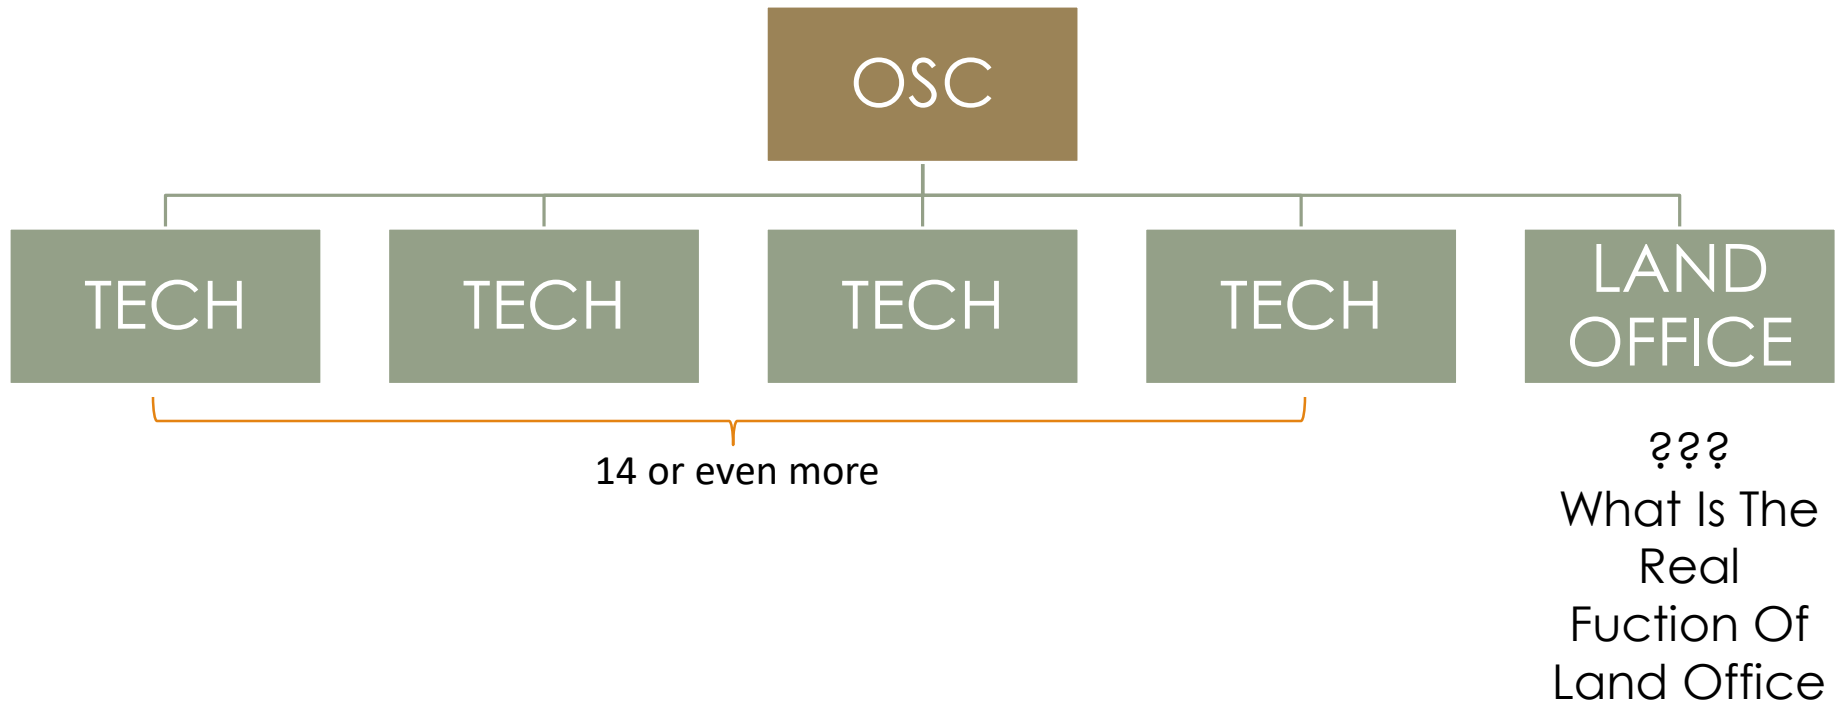 OSC
TECH
TECH
TECH
TECH
LAND
OFFICE
14 or even more
???
What Is The
Real
Fuction Of
Land Office